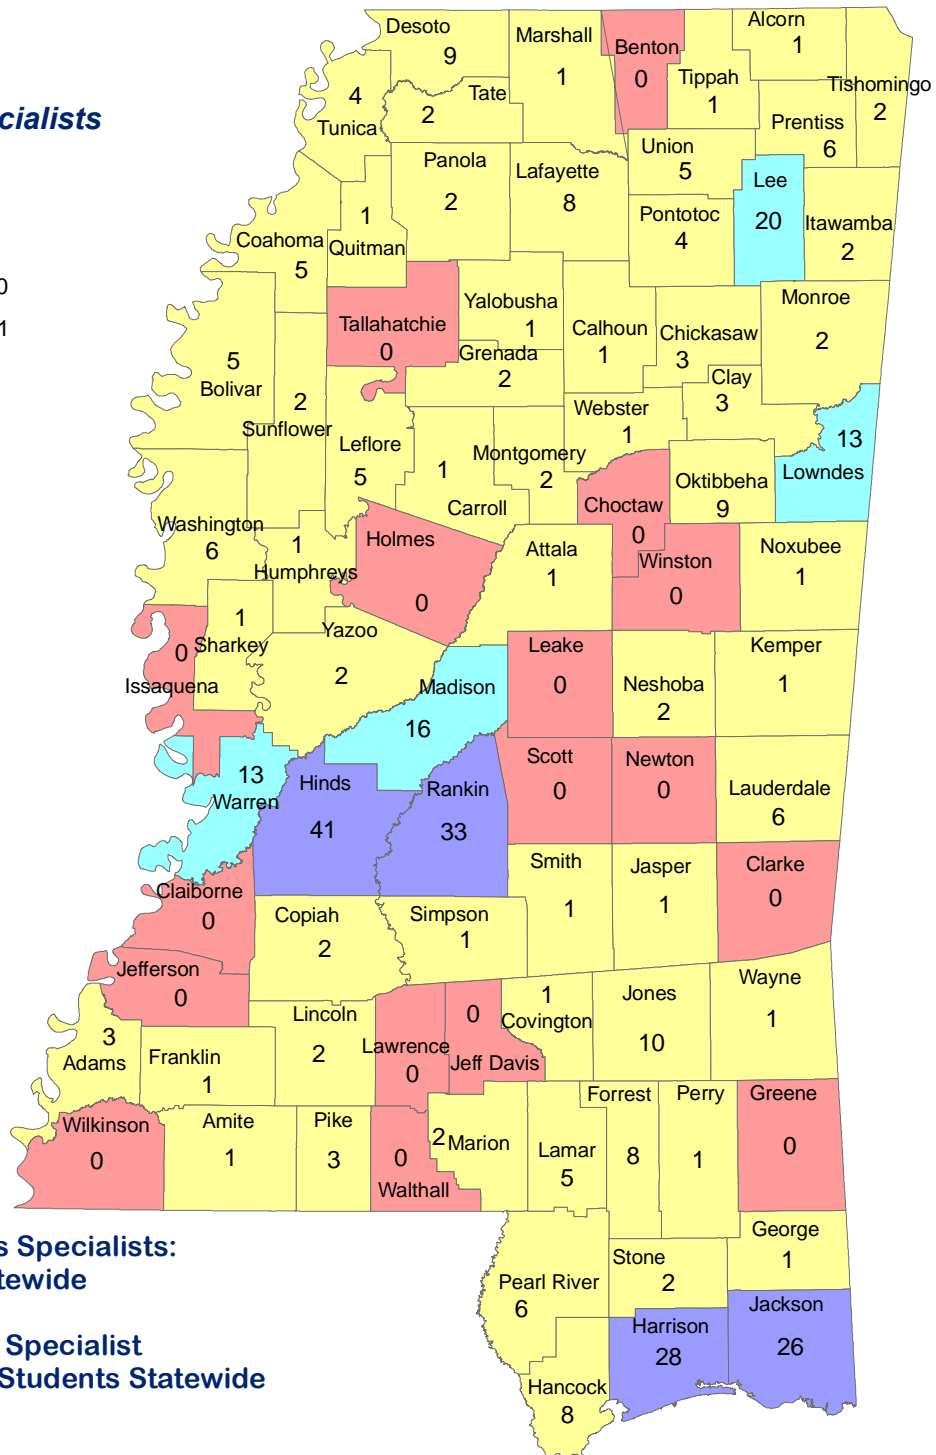 cialists
0
1
Desoto
9
Marshall
1
Benton
0
Tippah
1
Alcorn
1
Tishomingo
2
Prentiss
6
4
Tunica
Tate
2
Panola
2
Lafayette
8
Union
5
Pontotoc
4
Lee
20
Itawamba
2
1
Quitman
Coahoma
5
Tallahatchie
0
Yalobusha
1
Calhoun
1
Chickasaw
3
Monroe
2
5
Bolivar
2
Sunflower
Grenada
2
Clay
3
Leflore
5
1
Carroll
Montgomery
2
Webster
1
Choctaw
0
Oktibbeha
9
13
Lowndes
Washington
6
1
Humphreys
Holmes
0
Attala
1
Winston
0
Noxubee
1
1
Sharkey
0
Issaquena
Yazoo
2
Madison
16
Leake
0
Neshoba
2
Kemper
1
13
Warren
Hinds
41
Rankin
33
Scott
0
Newton
0
Lauderdale
6
Claiborne
0
Copiah
2
Simpson
1
Smith
1
Jasper
1
Clarke
0
Jefferson
0
3
Adams
Franklin
1
Lincoln
2
Lawrence
0
0
Jeff Davis
1
Covington
Jones
10
Wayne
1
Wilkinson
0
Amite
1
Pike
3
0
Walthall
2
Marion
Lamar
5
Forrest
8
Perry
1
Greene
0
s Specialists:
tewide
Specialist
Students Statewide
Pearl River
6
Stone
2
George
1
Hancock
8
Harrison
28
Jackson
26